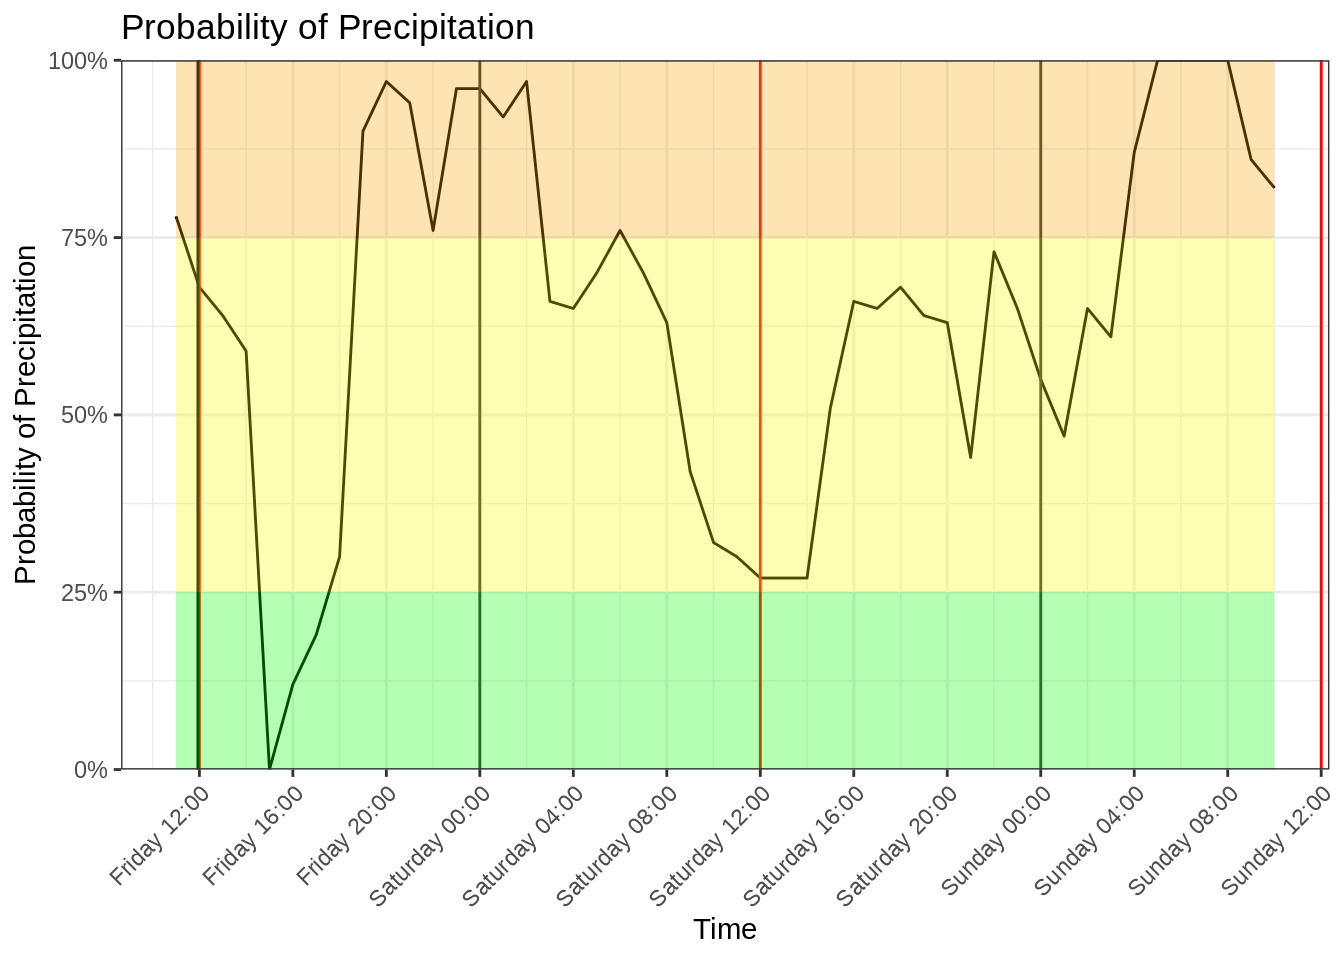 Probability of Precipitation
Probability of Precipitation
100%
75%
50%
25%
0%
Friday 12:00
Friday 16:00
Friday 20:00
Saturday 00:00
Saturday 04:00
Saturday 08:00
Saturday 12:00
Saturday 16:00
Saturday 20:00
Sunday 00:00
Sunday 04:00
Sunday 08:00
Sunday 12:00
Time